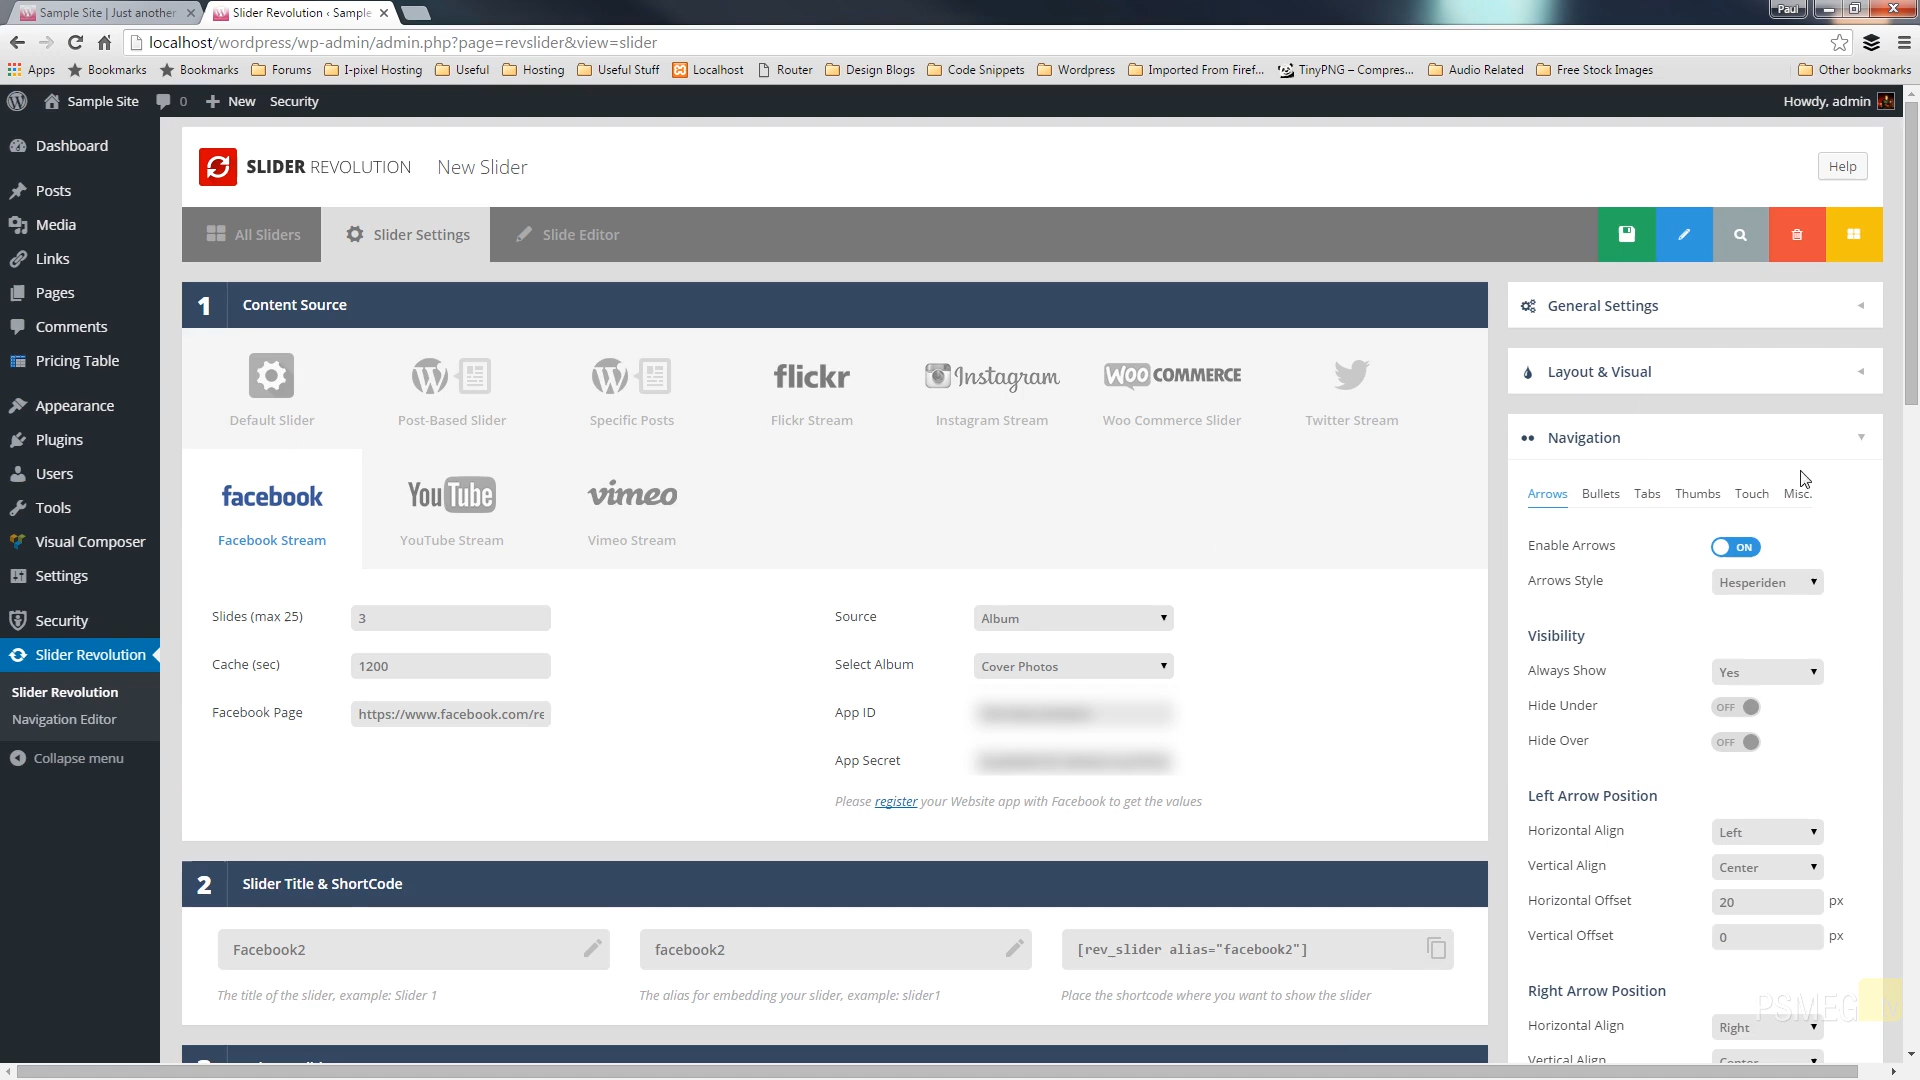 Sample Site | Just another
Slider Revolution ‹ Sample
Paul
localhost/wordpress/wp-admin/admin.php?page=revslider&view=slider
Apps
Bookmarks
Bookmarks
Forums
I-pixel Hosting
Useful
Hosting
Useful Stuff
Localhost
Router
Design Blogs
Code Snippets
Wordpress
Imported From Firef...
TinyPNG – Compres...
Audio Related
Free Stock Images
Other bookmarks
Sample Site
0
New
Security
Howdy, admin
Dashboard
Posts
Media
Links
Pages
Comments
Pricing Table
Appearance
Plugins
Users
Tools
Visual Composer
Settings
Security
Slider Revolution
Slider Revolution
Navigation Editor
Collapse menu
SLIDER REVOLUTION
New Slider
Help
All Sliders
Slider Settings
Slide Editor
1
Content Source
Default Slider
Post-Based Slider
Specific Posts
flickr
Flickr Stream
Instagram
Instagram Stream
WOO COMMERCE
Woo Commerce Slider
Twitter Stream
facebook
Facebook Stream
YouTube
YouTube Stream
vimeo
Vimeo Stream
Slides (max 25)
3
Source
Album
Cache (sec)
1200
Select Album
Cover Photos
Facebook Page
https://www.facebook.com/re
App ID
App Secret
Please register your Website app with Facebook to get the values
2
Slider Title & ShortCode
Facebook2
facebook2
[rev_slider alias="facebook2"]
The title of the slider, example: Slider 1
The alias for embedding your slider, example: slider1
Place the shortcode where you want to show the slider
General Settings
Layout & Visual
Navigation
Arrows
Bullets
Tabs
Thumbs
Touch
Misc.
Enable Arrows
ON
Arrows Style
Hesperiden
Visibility
Always Show
Yes
Hide Under
OFF
Hide Over
OFF
Left Arrow Position
Horizontal Align
Left
Vertical Align
Center
Horizontal Offset
20
px
Vertical Offset
0
px
Right Arrow Position
Horizontal Align
Right
Vertical Align
Center
PSMEG